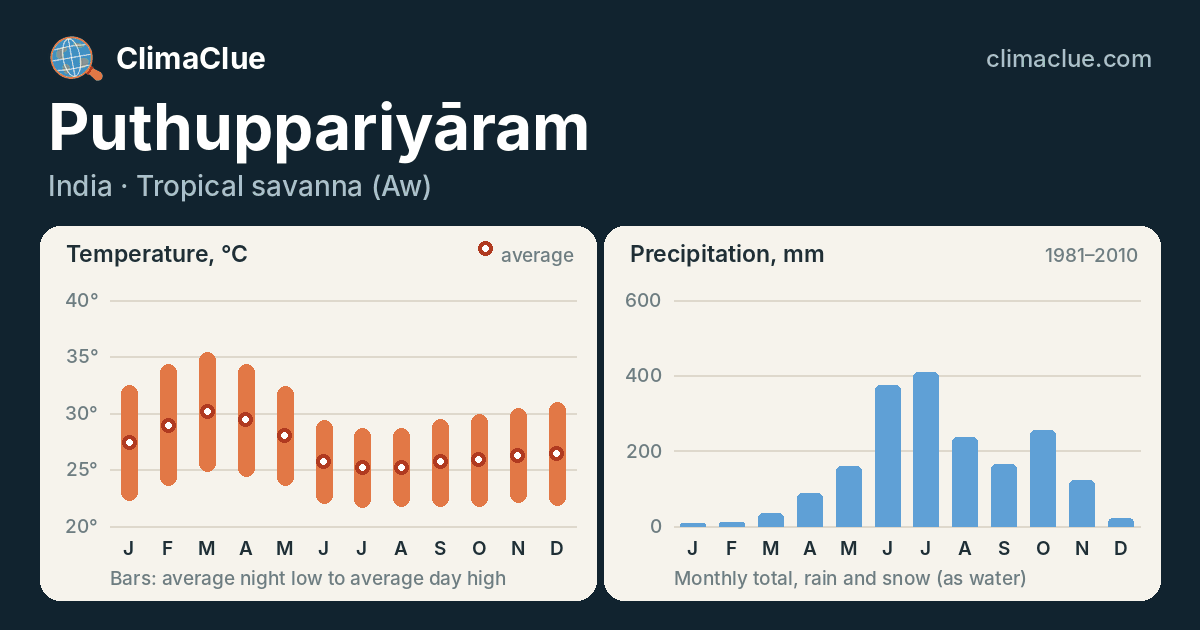 ClimaClue
climaclue.com
Puthuppariyāram
India · Tropical savanna (Aw)
Temperature, °C
average
40°
35°
30°
25°
20°
J F M A M J J A S O N D
Bars: average night low to average day high
Precipitation, mm
1981–2010
600
400
200
0
J F M A M J J A S O N D
Monthly total, rain and snow (as water)